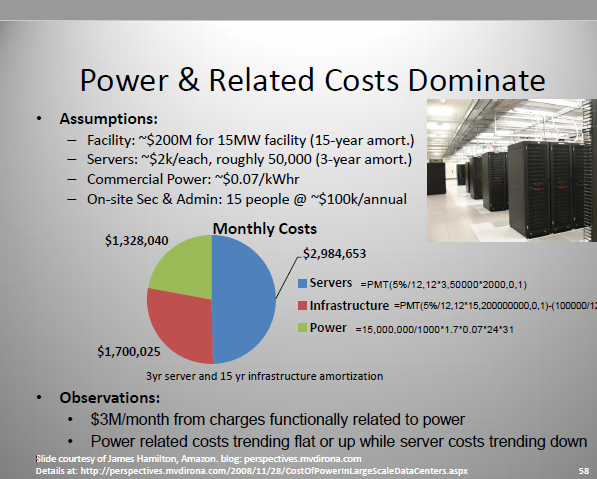 Power & Related Costs Dominate
• Assumptions:
– Facility: ~$200M for 15MW facility (15-year amort.)
– Servers: ~$2k/each, roughly 50,000 (3-year amort.)
– Commercial Power: ~$0.07/kWhr
– On-site Sec & Admin: 15 people @ ~$100k/annual
Monthly Costs
$1,328,040
$2,984,653
Servers =PMT(5%/12,12*3,50000*2000,0,1)
Infrastructure =PMT(5%/12,12*15,200000000,0,1)-(100000/12
Power =15,000,000/1000*1.7*0.07*24*31
$1,700,025
3yr server and 15 yr infrastructure amortization
• Observations:
• $3M/month from charges functionally related to power
• Power related costs trending flat or up while server costs trending down
Slide courtesy of James Hamilton, Amazon. blog: perspectives.mvdirona.com
Details at: http://perspectives.mvdirona.com/2008/11/28/CostOfPowerInLargeScaleDataCenters.aspx
58